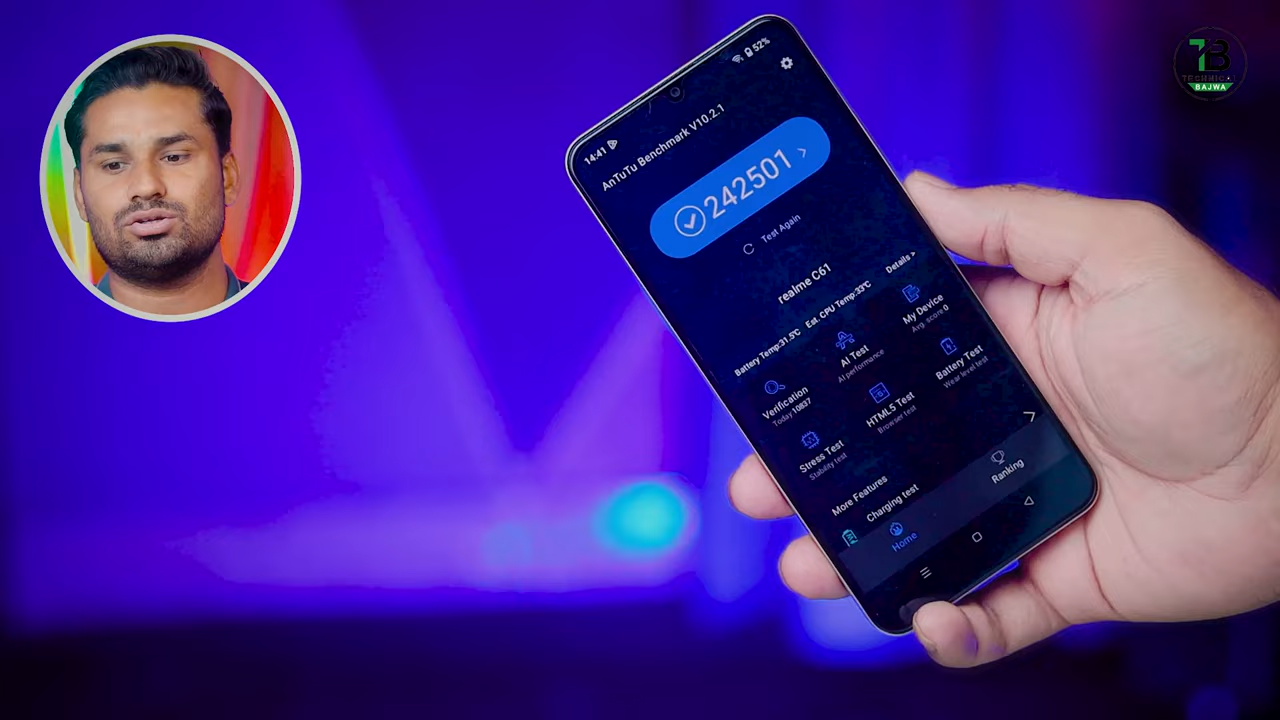 7B
TECHNICAL
BAJWA
14:41
52%
AnTuTu Benchmark V10.2.1
242501
Test Again
realme C61
Details >
Battery Temp:31.5℃ Est. CPU Temp:33℃
Verification
Today 10837
AI Test
AI performance
My Device
Avg. score 0
Stress Test
Stability test
HTML5 Test
Browser test
Battery Test
Wear level test
More Features
Charging test
Home
Ranking